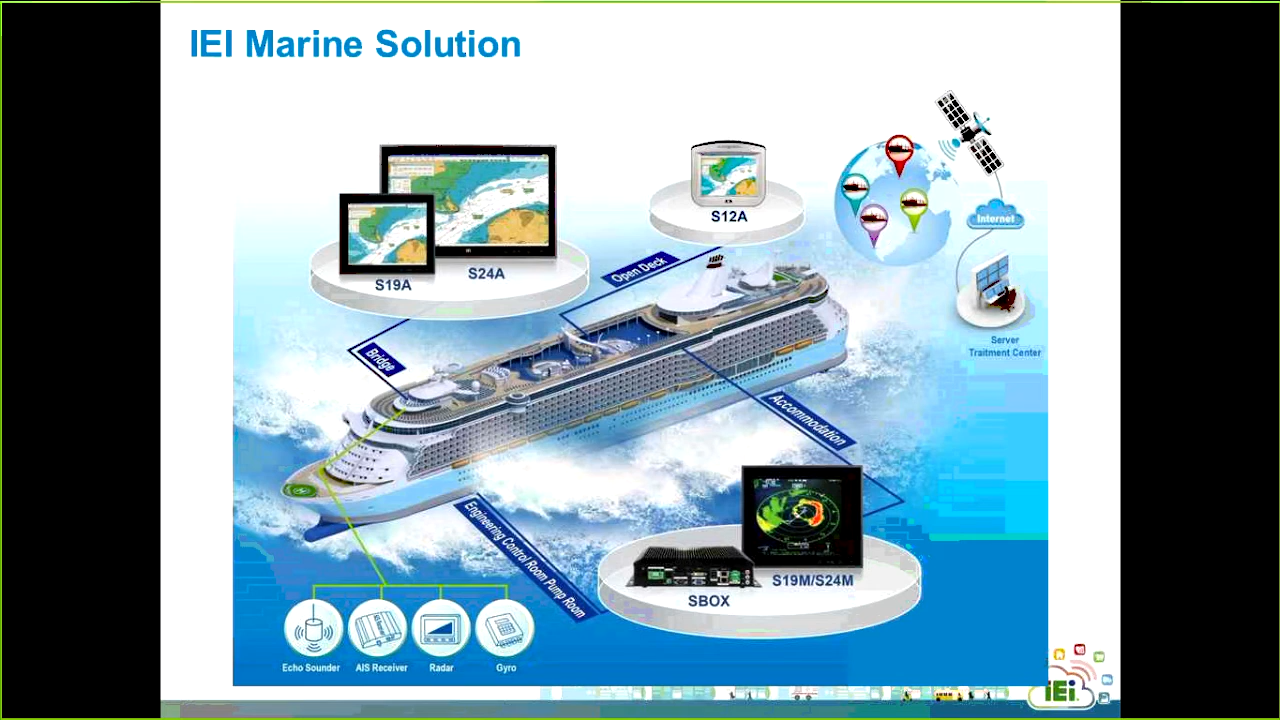 IEI Marine Solution
S19A
S24A
S12A
Internet
Server
Traitment Center
Open Deck
Bridge
Accommodation
Engineering Control Room Pump Room
SBOX
S19M/S24M
Echo Sounder
AIS Receiver
Radar
Gyro
iEi